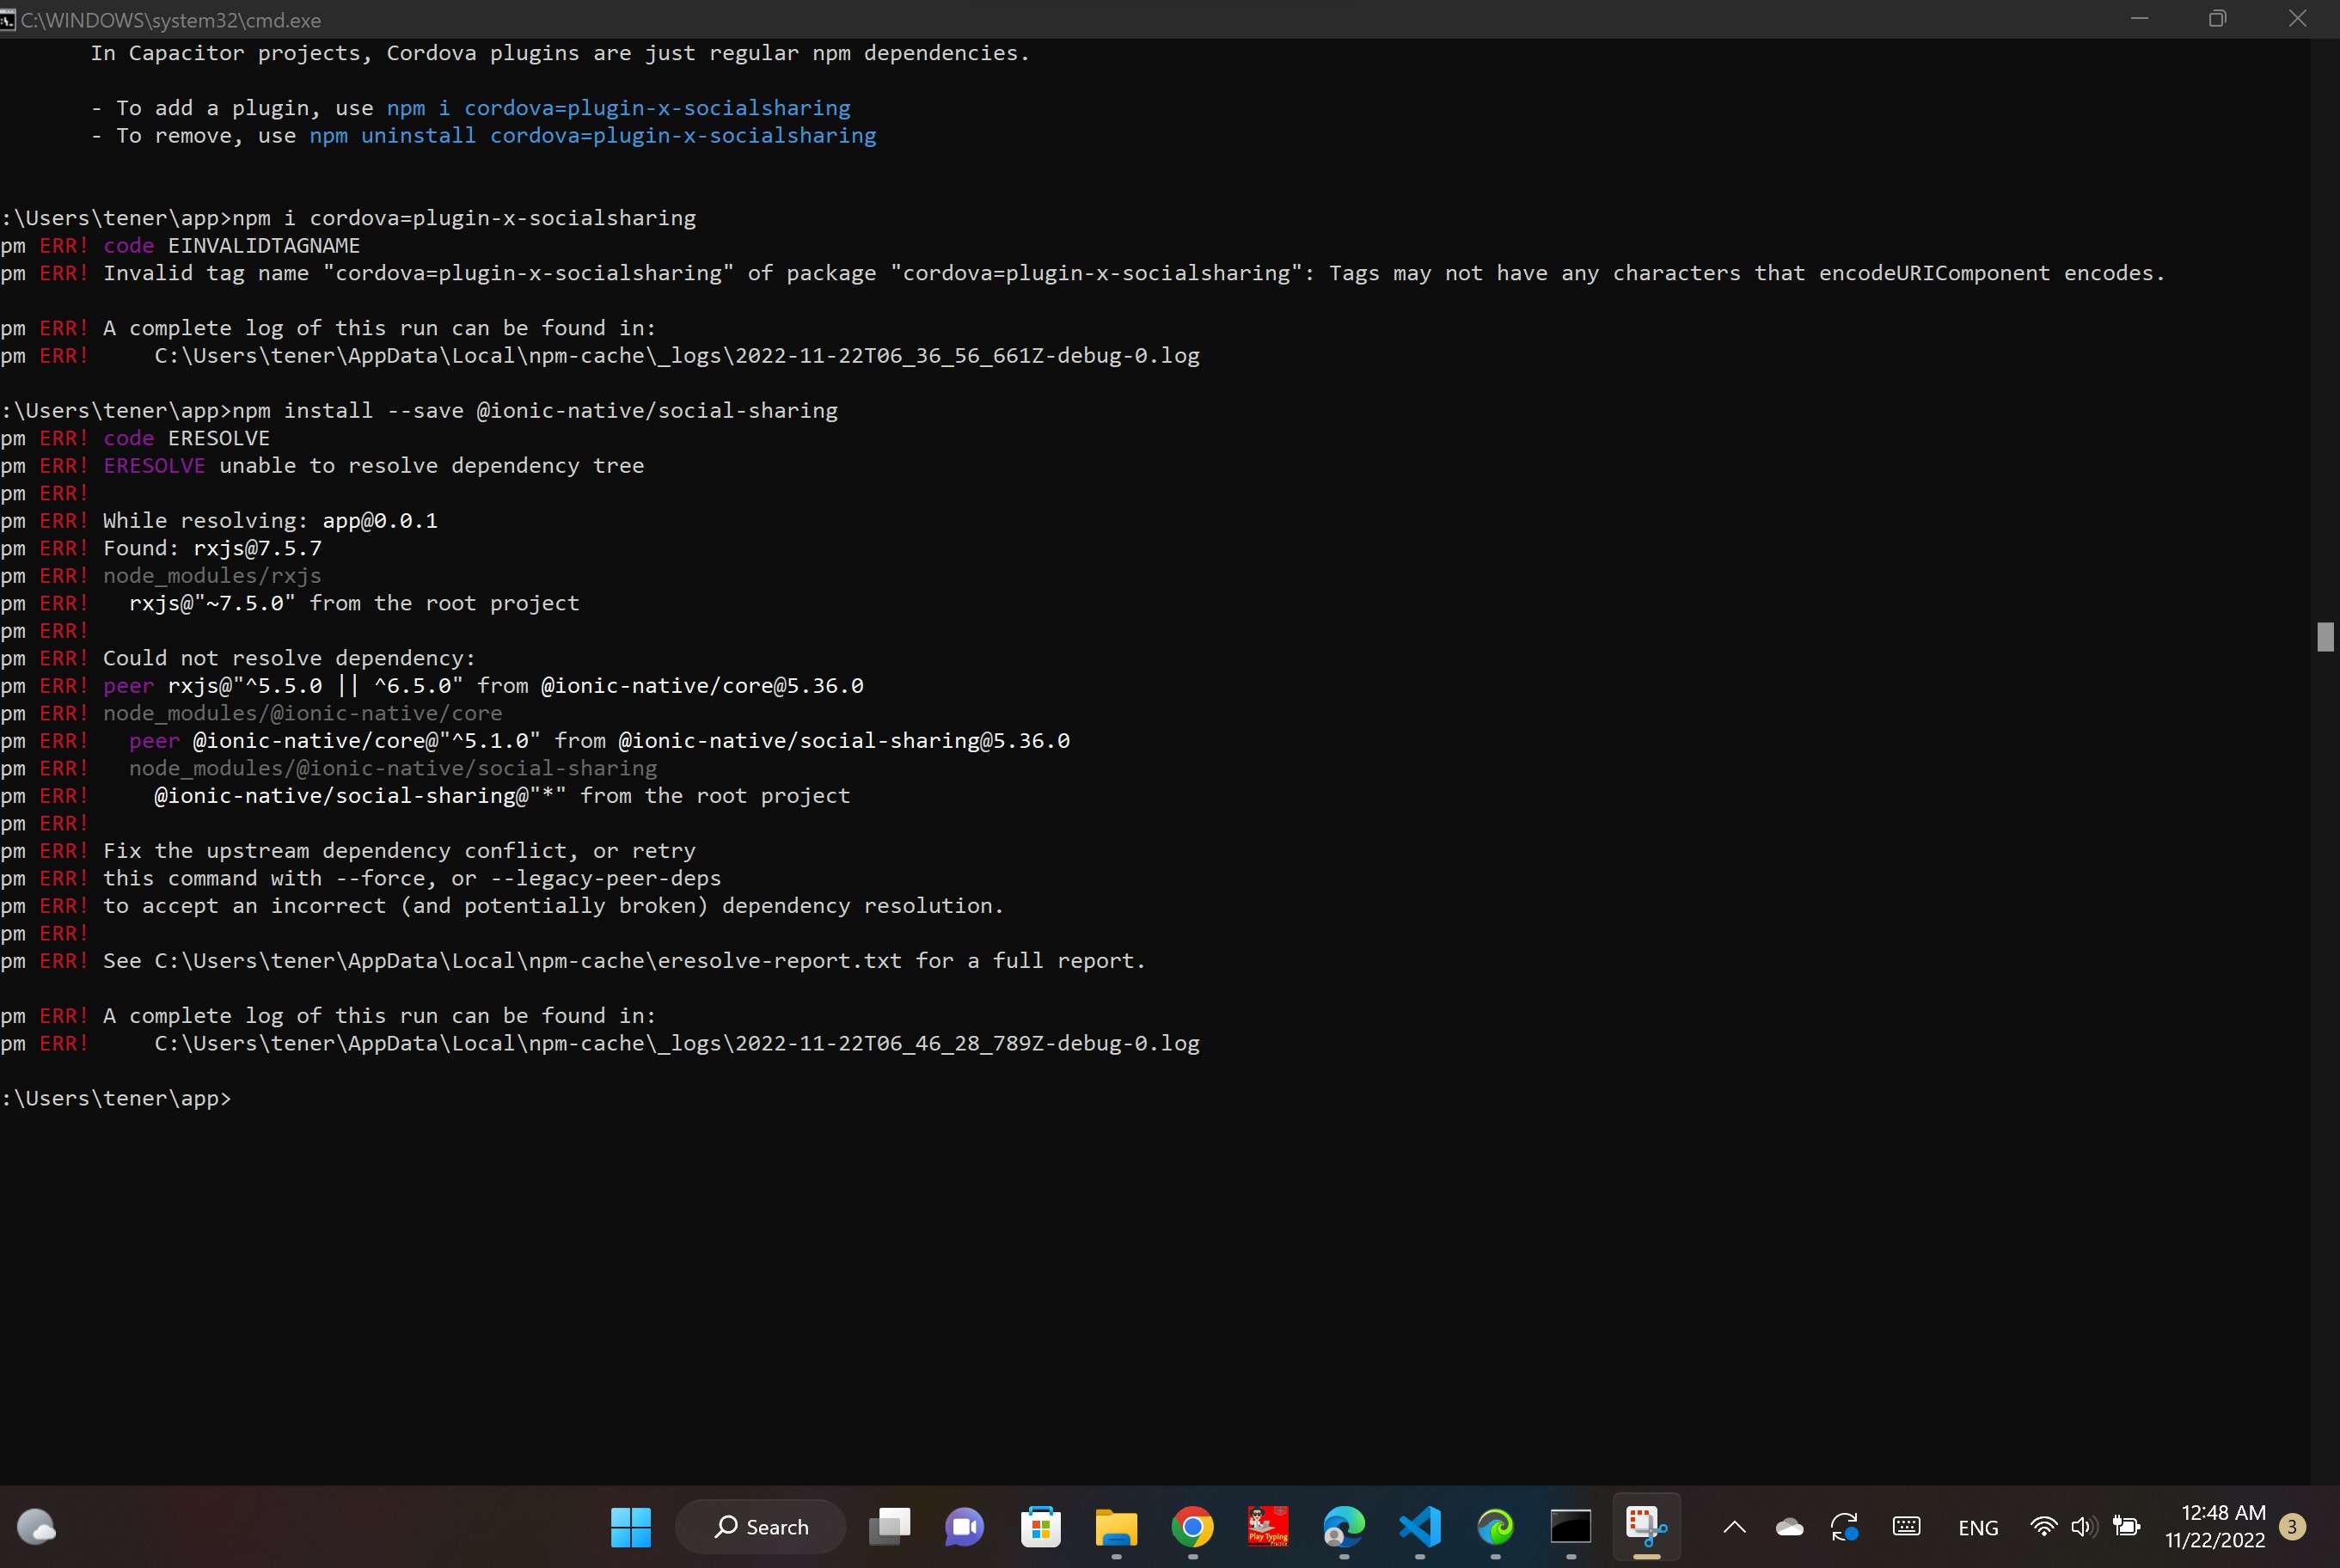 C:\WINDOWS\system32\cmd.exe
In Capacitor projects, Cordova plugins are just regular npm dependencies.
- To add a plugin, use npm i cordova=plugin-x-socialsharing
- To remove, use npm uninstall cordova=plugin-x-socialsharing
:\Users\tener\app>npm i cordova=plugin-x-socialsharing
pm ERR! code EINVALIDTAGNAME
pm ERR! Invalid tag name "cordova=plugin-x-socialsharing" of package "cordova=plugin-x-socialsharing": Tags may not have any characters that encodeURIComponent encodes.
pm ERR! A complete log of this run can be found in:
pm ERR!     C:\Users\tener\AppData\Local\npm-cache\_logs\2022-11-22T06_36_56_661Z-debug-0.log
:\Users\tener\app>npm install --save @ionic-native/social-sharing
pm ERR! code ERESOLVE
pm ERR! ERESOLVE unable to resolve dependency tree
pm ERR!
pm ERR! While resolving: app@0.0.1
pm ERR! Found: rxjs@7.5.7
pm ERR! node_modules/rxjs
pm ERR!   rxjs@"~7.5.0" from the root project
pm ERR!
pm ERR! Could not resolve dependency:
pm ERR! peer rxjs@"^5.5.0 || ^6.5.0" from @ionic-native/core@5.36.0
pm ERR! node_modules/@ionic-native/core
pm ERR!   peer @ionic-native/core@"^5.1.0" from @ionic-native/social-sharing@5.36.0
pm ERR!   node_modules/@ionic-native/social-sharing
pm ERR!     @ionic-native/social-sharing@"*" from the root project
pm ERR!
pm ERR! Fix the upstream dependency conflict, or retry
pm ERR! this command with --force, or --legacy-peer-deps
pm ERR! to accept an incorrect (and potentially broken) dependency resolution.
pm ERR!
pm ERR! See C:\Users\tener\AppData\Local\npm-cache\eresolve-report.txt for a full report.
pm ERR! A complete log of this run can be found in:
pm ERR!     C:\Users\tener\AppData\Local\npm-cache\_logs\2022-11-22T06_46_28_789Z-debug-0.log
:\Users\tener\app>
Search
Play Typing
ENG
12:48 AM
11/22/2022
3